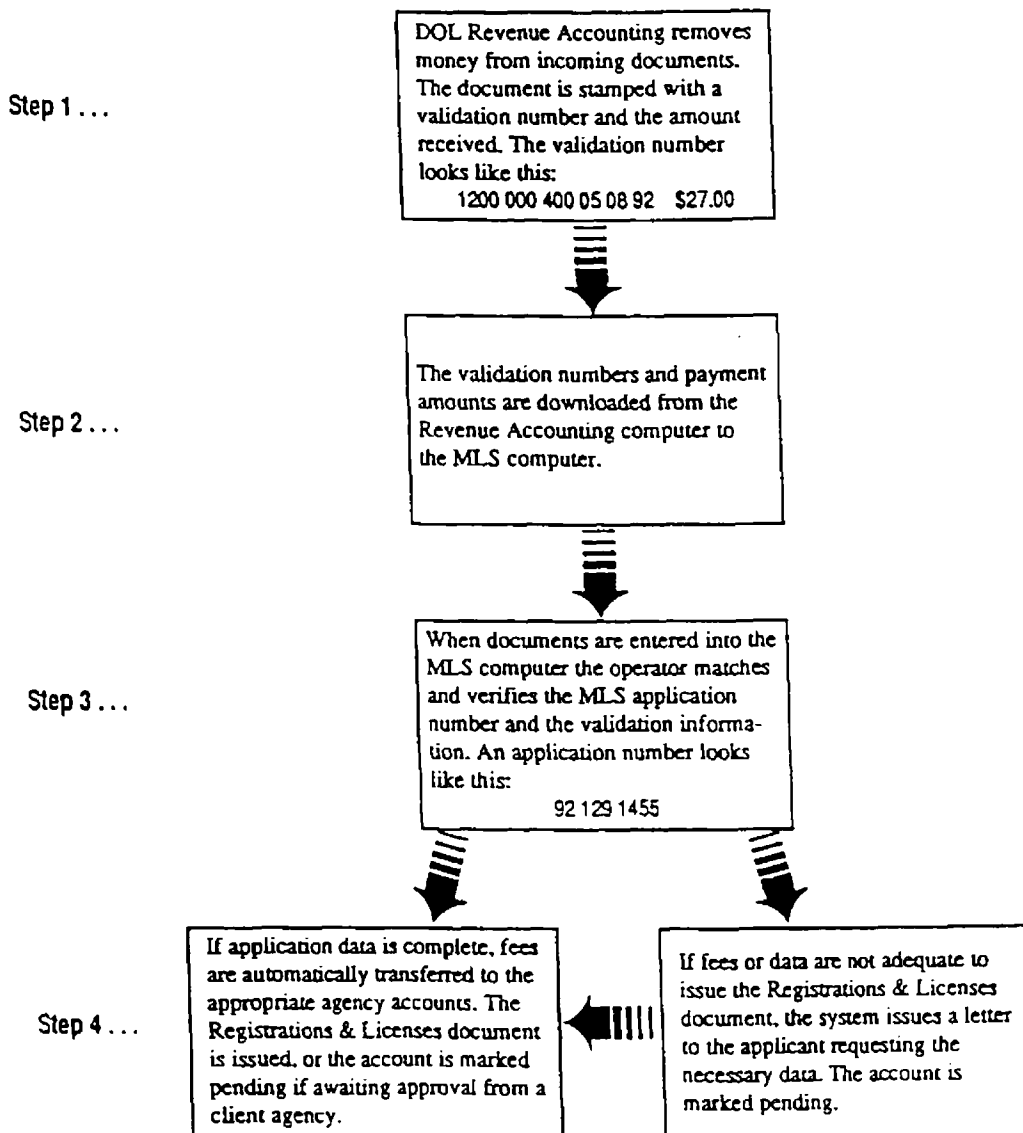 Step 1 . . .
DOL Revenue Accounting removes
money from incoming documents.
The document is stamped with a
validation number and the amount
received. The validation number
looks like this:
1200 000 400 05 08 92 $27.00
Step 2 . . .
The validation numbers and payment
amounts are downloaded from the
Revenue Accounting computer to
the MLS computer.
Step 3 . . .
When documents are entered into the
MLS computer the operator matches
and verifies the MLS application
number and the validation informa-
tion. An application number looks
like this:
92 129 1455
Step 4 . . .
If application data is complete, fees
are automatically transferred to the
appropriate agency accounts. The
Registrations & Licenses document
is issued, or the account is marked
pending if awaiting approval from a
client agency.
If fees or data are not adequate to
issue the Registrations & Licenses
document, the system issues a letter
to the applicant requesting the
necessary data. The account is
marked pending.